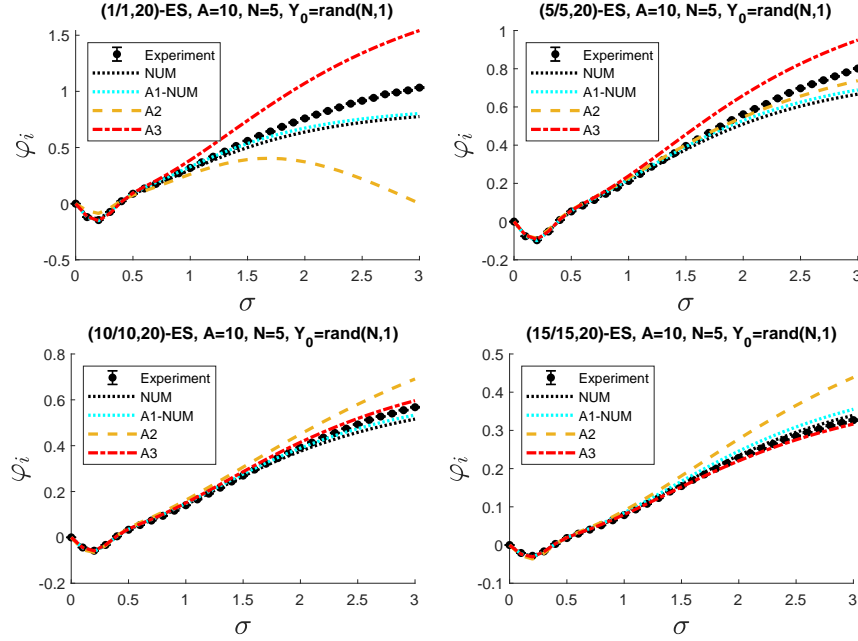 (1/1,20)-ES, A=10, N=5, Y₀=rand(N,1)
1.5
1
0.5
0
-0.5
φᵢ
Experiment
NUM
A1-NUM
A2
A3
0 0.5 1 1.5 2 2.5 3
σ
(5/5,20)-ES, A=10, N=5, Y₀=rand(N,1)
1
0.8
0.6
0.4
0.2
0
-0.2
φᵢ
Experiment
NUM
A1-NUM
A2
A3
0 0.5 1 1.5 2 2.5 3
σ
(10/10,20)-ES, A=10, N=5, Y₀=rand(N,1)
0.8
0.6
0.4
0.2
0
-0.2
φᵢ
Experiment
NUM
A1-NUM
A2
A3
0 0.5 1 1.5 2 2.5 3
σ
(15/15,20)-ES, A=10, N=5, Y₀=rand(N,1)
0.5
0.4
0.3
0.2
0.1
0
-0.1
φᵢ
Experiment
NUM
A1-NUM
A2
A3
0 0.5 1 1.5 2 2.5 3
σ